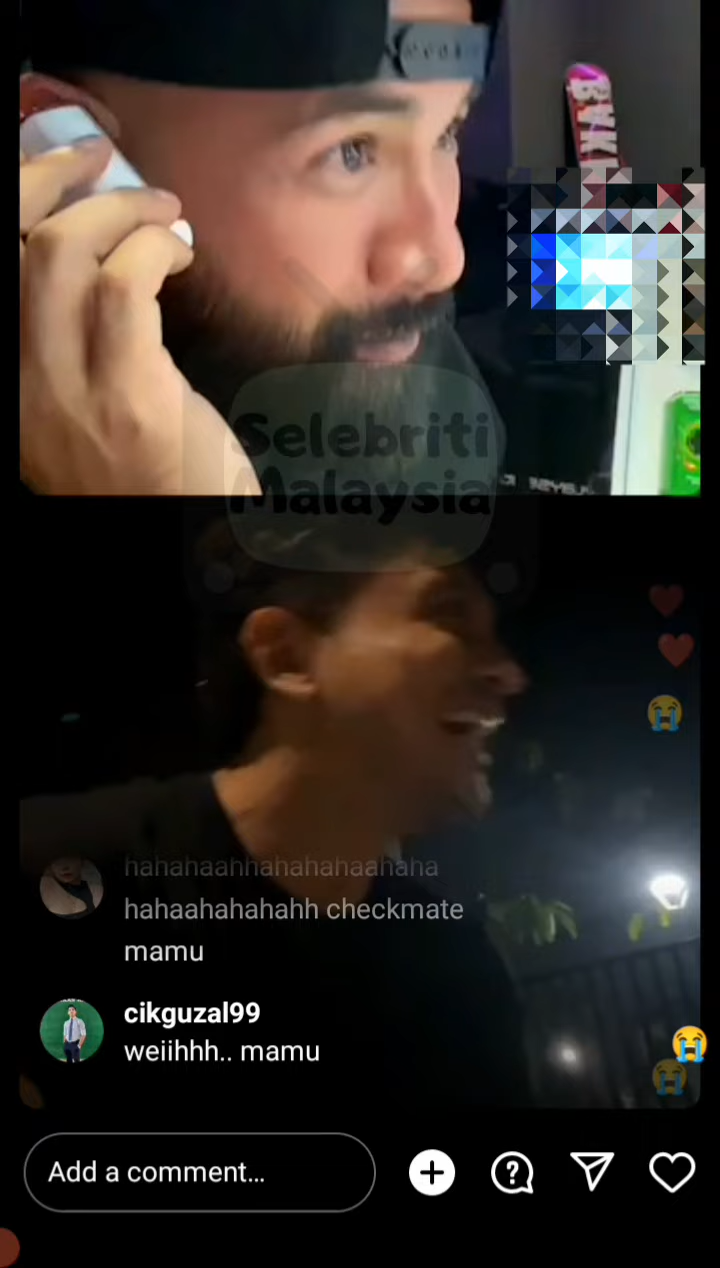 Selebriti
Malaysia
hahahaahhahahahaahaha
hahaahahahahh checkmate
mamu
cikguzal99
weiihhh.. mamu
Add a comment…